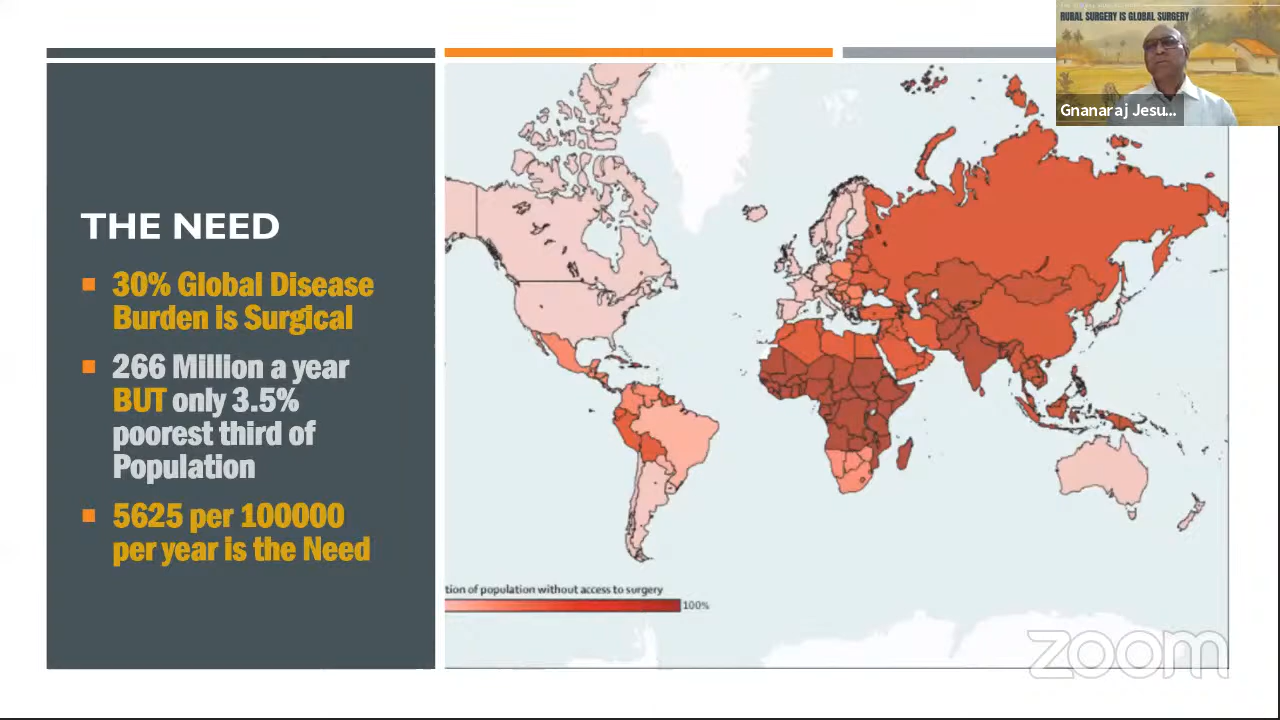 THE NEED
30% Global Disease
Burden is Surgical
266 Million a year
BUT only 3.5%
poorest third of
Population
5625 per 100000
per year is the Need
tion of population without access to surgery
100%
RURAL SURGERY IS GLOBAL SURGERY
Gnanaraj Jesu...
zoom